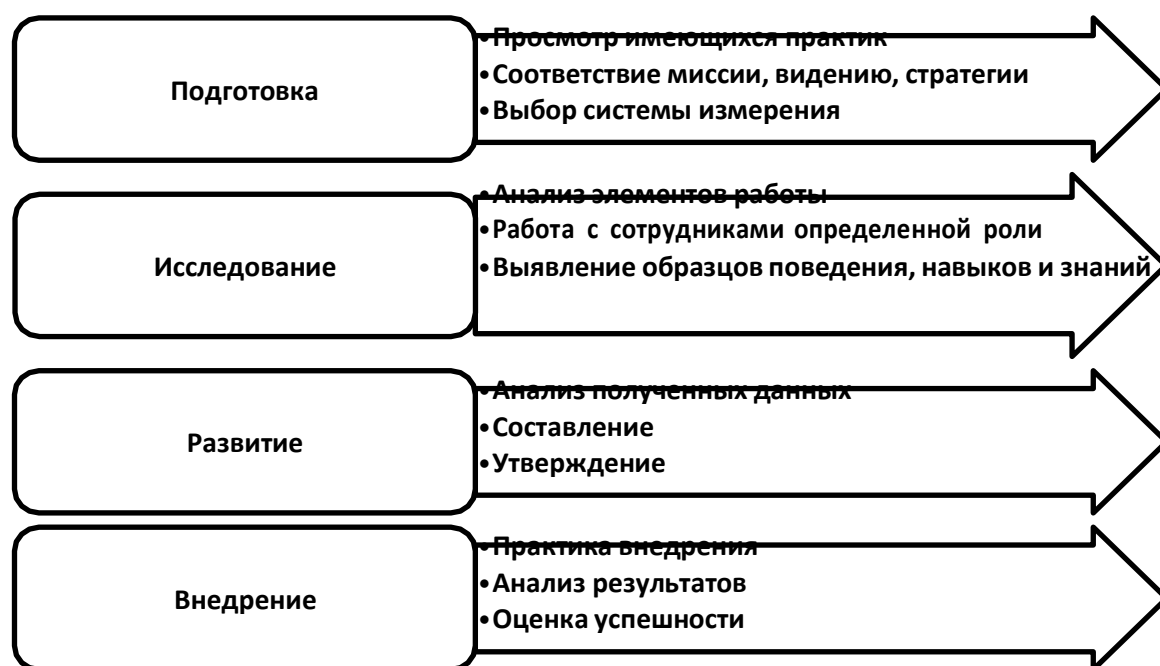 Подготовка
•Просмотр имеющихся практик
•Соответствие миссии, видению, стратегии
•Выбор системы измерения
Исследование
•Анализ элементов работы
•Работа с сотрудниками определенной роли
•Выявление образцов поведения, навыков и знаний
Развитие
•Анализ полученных данных
•Составление
•Утверждение
Внедрение
•Практика внедрения
•Анализ результатов
•Оценка успешности